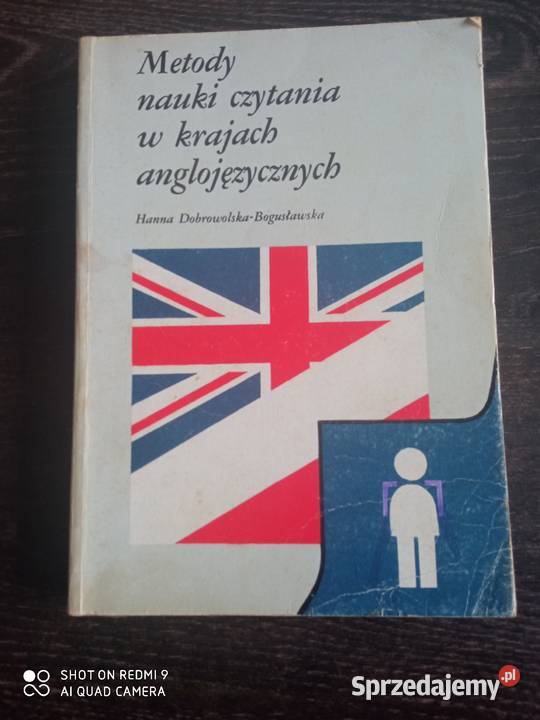 Metody
nauki czytania
w krajach
anglojęzycznych
Hanna Dobrowolska-Bogusławska
SHOT ON REDMI 9
AI QUAD CAMERA
Sprzedajemy.pl